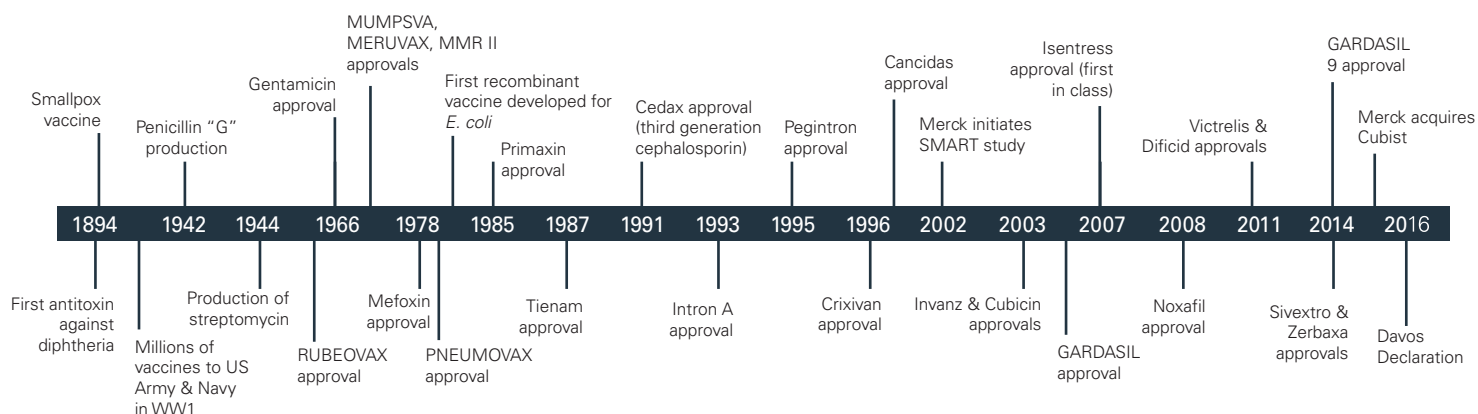 Smallpox
vaccine
Penicillin “G”
production
Gentamicin
approval
MUMPSVA,
MERUVAX, MMR II
approvals
First recombinant
vaccine developed for
E. coli
Primaxin
approval
Cedax approval
(third generation
cephalosporin)
Pegintron
approval
Cancidas
approval
Merck initiates
SMART study
Isentress
approval (first
in class)
Victrelis &
Dificid approvals
GARDASIL
9 approval
Merck acquires
Cubist
1894 1942 1944 1966 1978 1985 1987 1991 1993 1995 1996 2002 2003 2007 2008 2011 2014 2016
First antitoxin
against
diphtheria
Millions of
vaccines to US
Army & Navy
in WW1
Production of
streptomycin
RUBEOVAX
approval
Mefoxin
approval
PNEUMOVAX
approval
Tienam
approval
Intron A
approval
Crixivan
approval
Invanz & Cubicin
approvals
GARDASIL
approval
Noxafil
approval
Sivextro &
Zerbaxa
approvals
Davos
Declaration